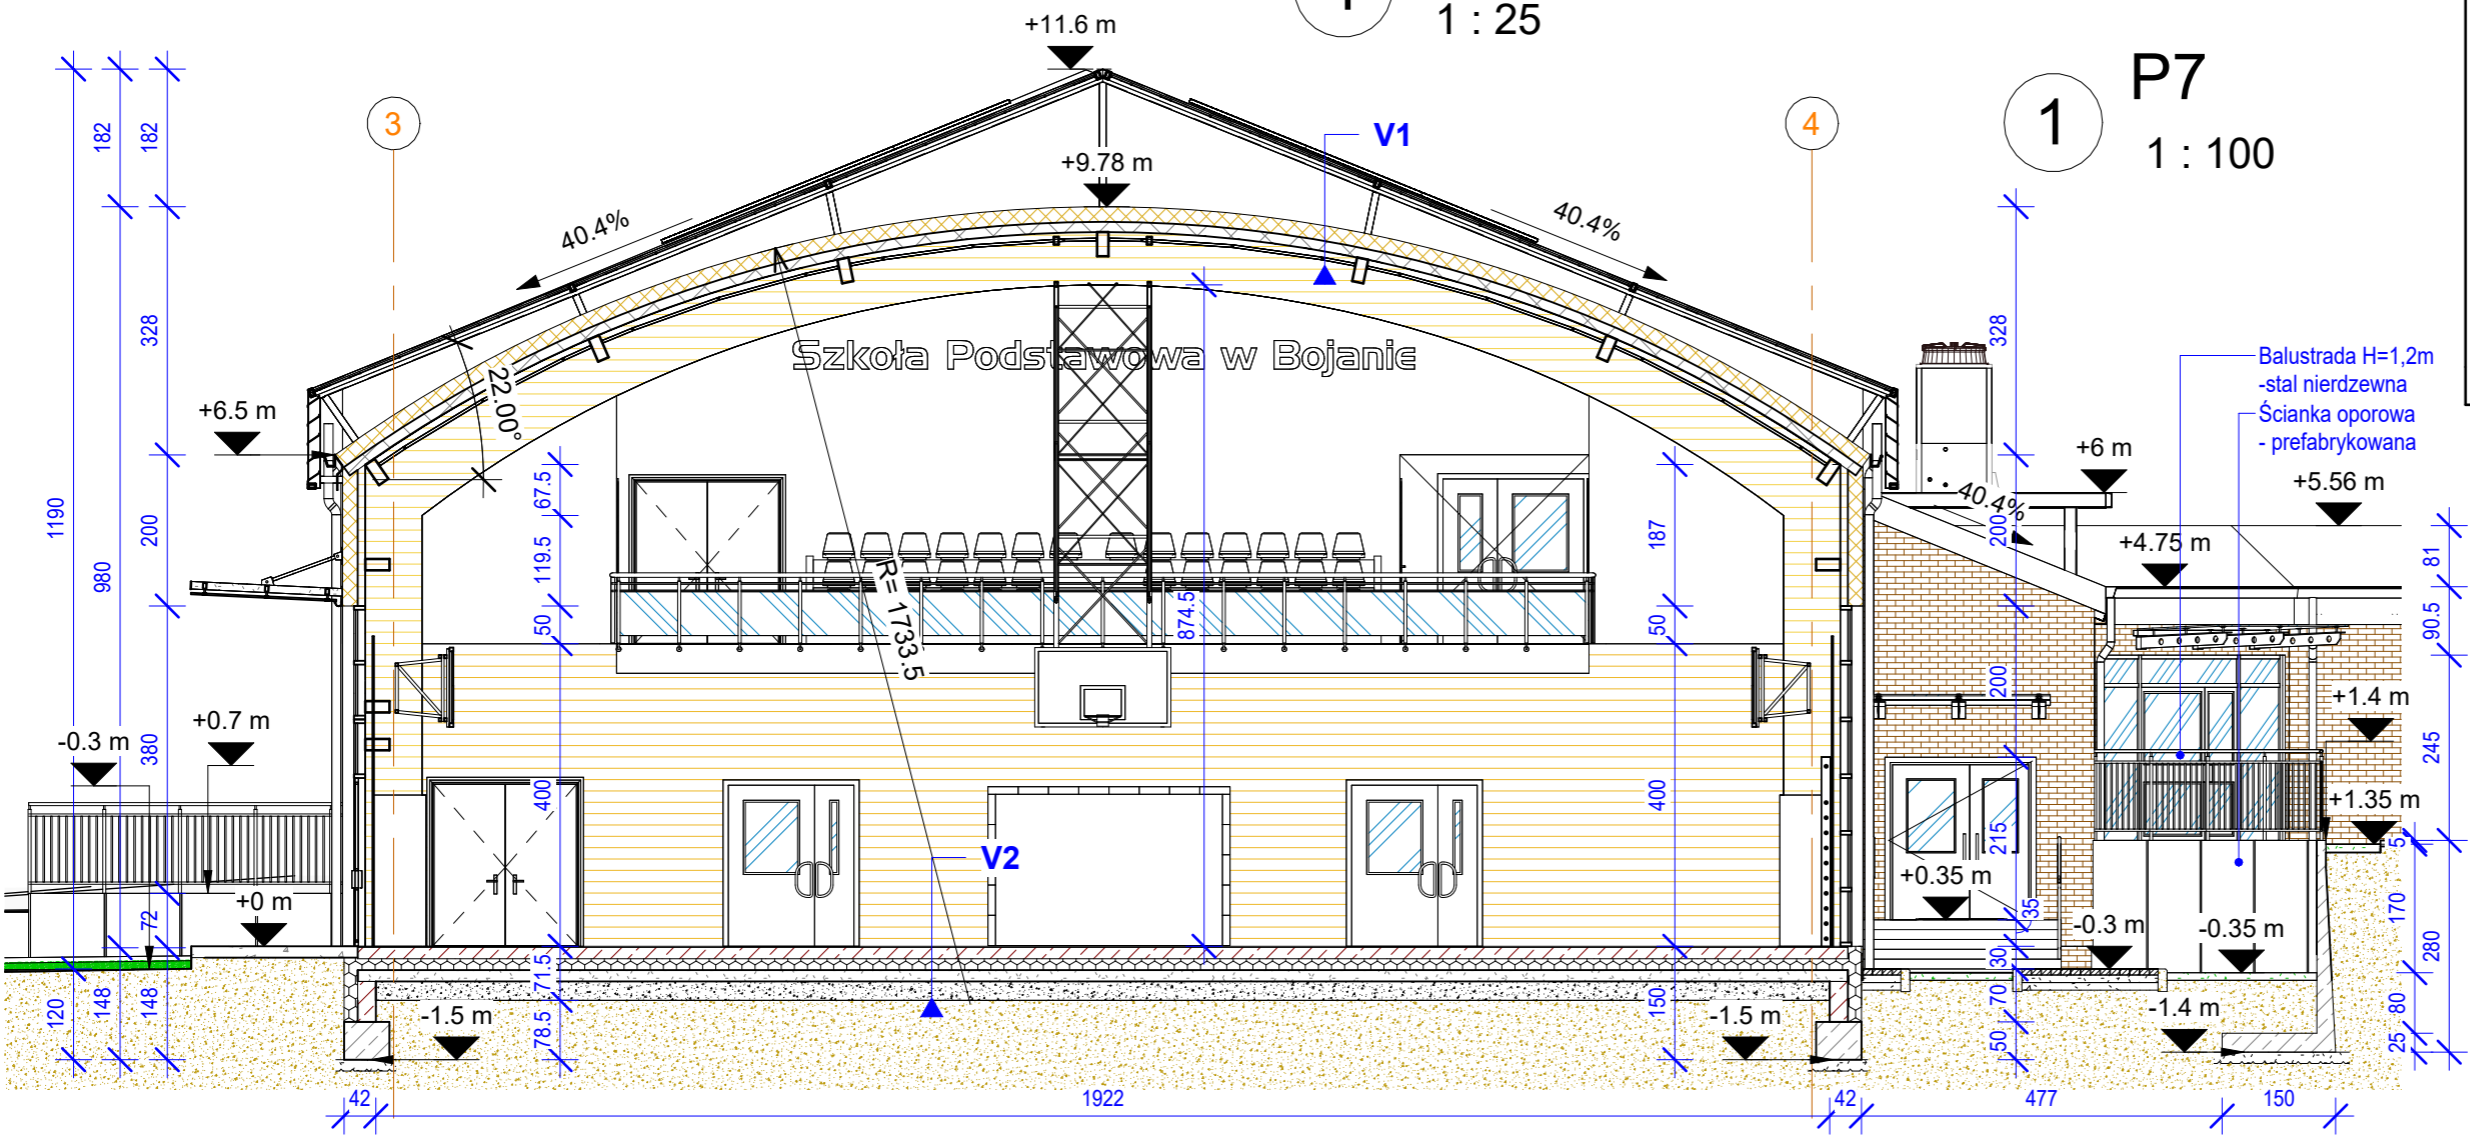 1 : 25
+11.6 m
P7
1
1 : 100
3
4
V1
182
182
+9.78 m
40.4%
40.4%
328
328
Szkoła Podstawowa w Bojanie
Balustrada H=1,2m
-stal nierdzewna
Ścianka oporowa
- prefabrykowana
22.00°
+6.5 m
+6 m
+5.56 m
40.4%
1190
980
200
67.5
119.5
50
187
50
200
+4.75 m
81
90.5
R= 1733.5
874.5
200
+1.4 m
-0.3 m
+0.7 m
380
400
400
245
+1.35 m
215
5
V2
+0.35 m
+0 m
72
35
-0.3 m
-0.35 m
170
280
71.5
30
120
148
148
-1.5 m
78.5
150
-1.5 m
70
50
-1.4 m
80
25
42
1922
42
477
150